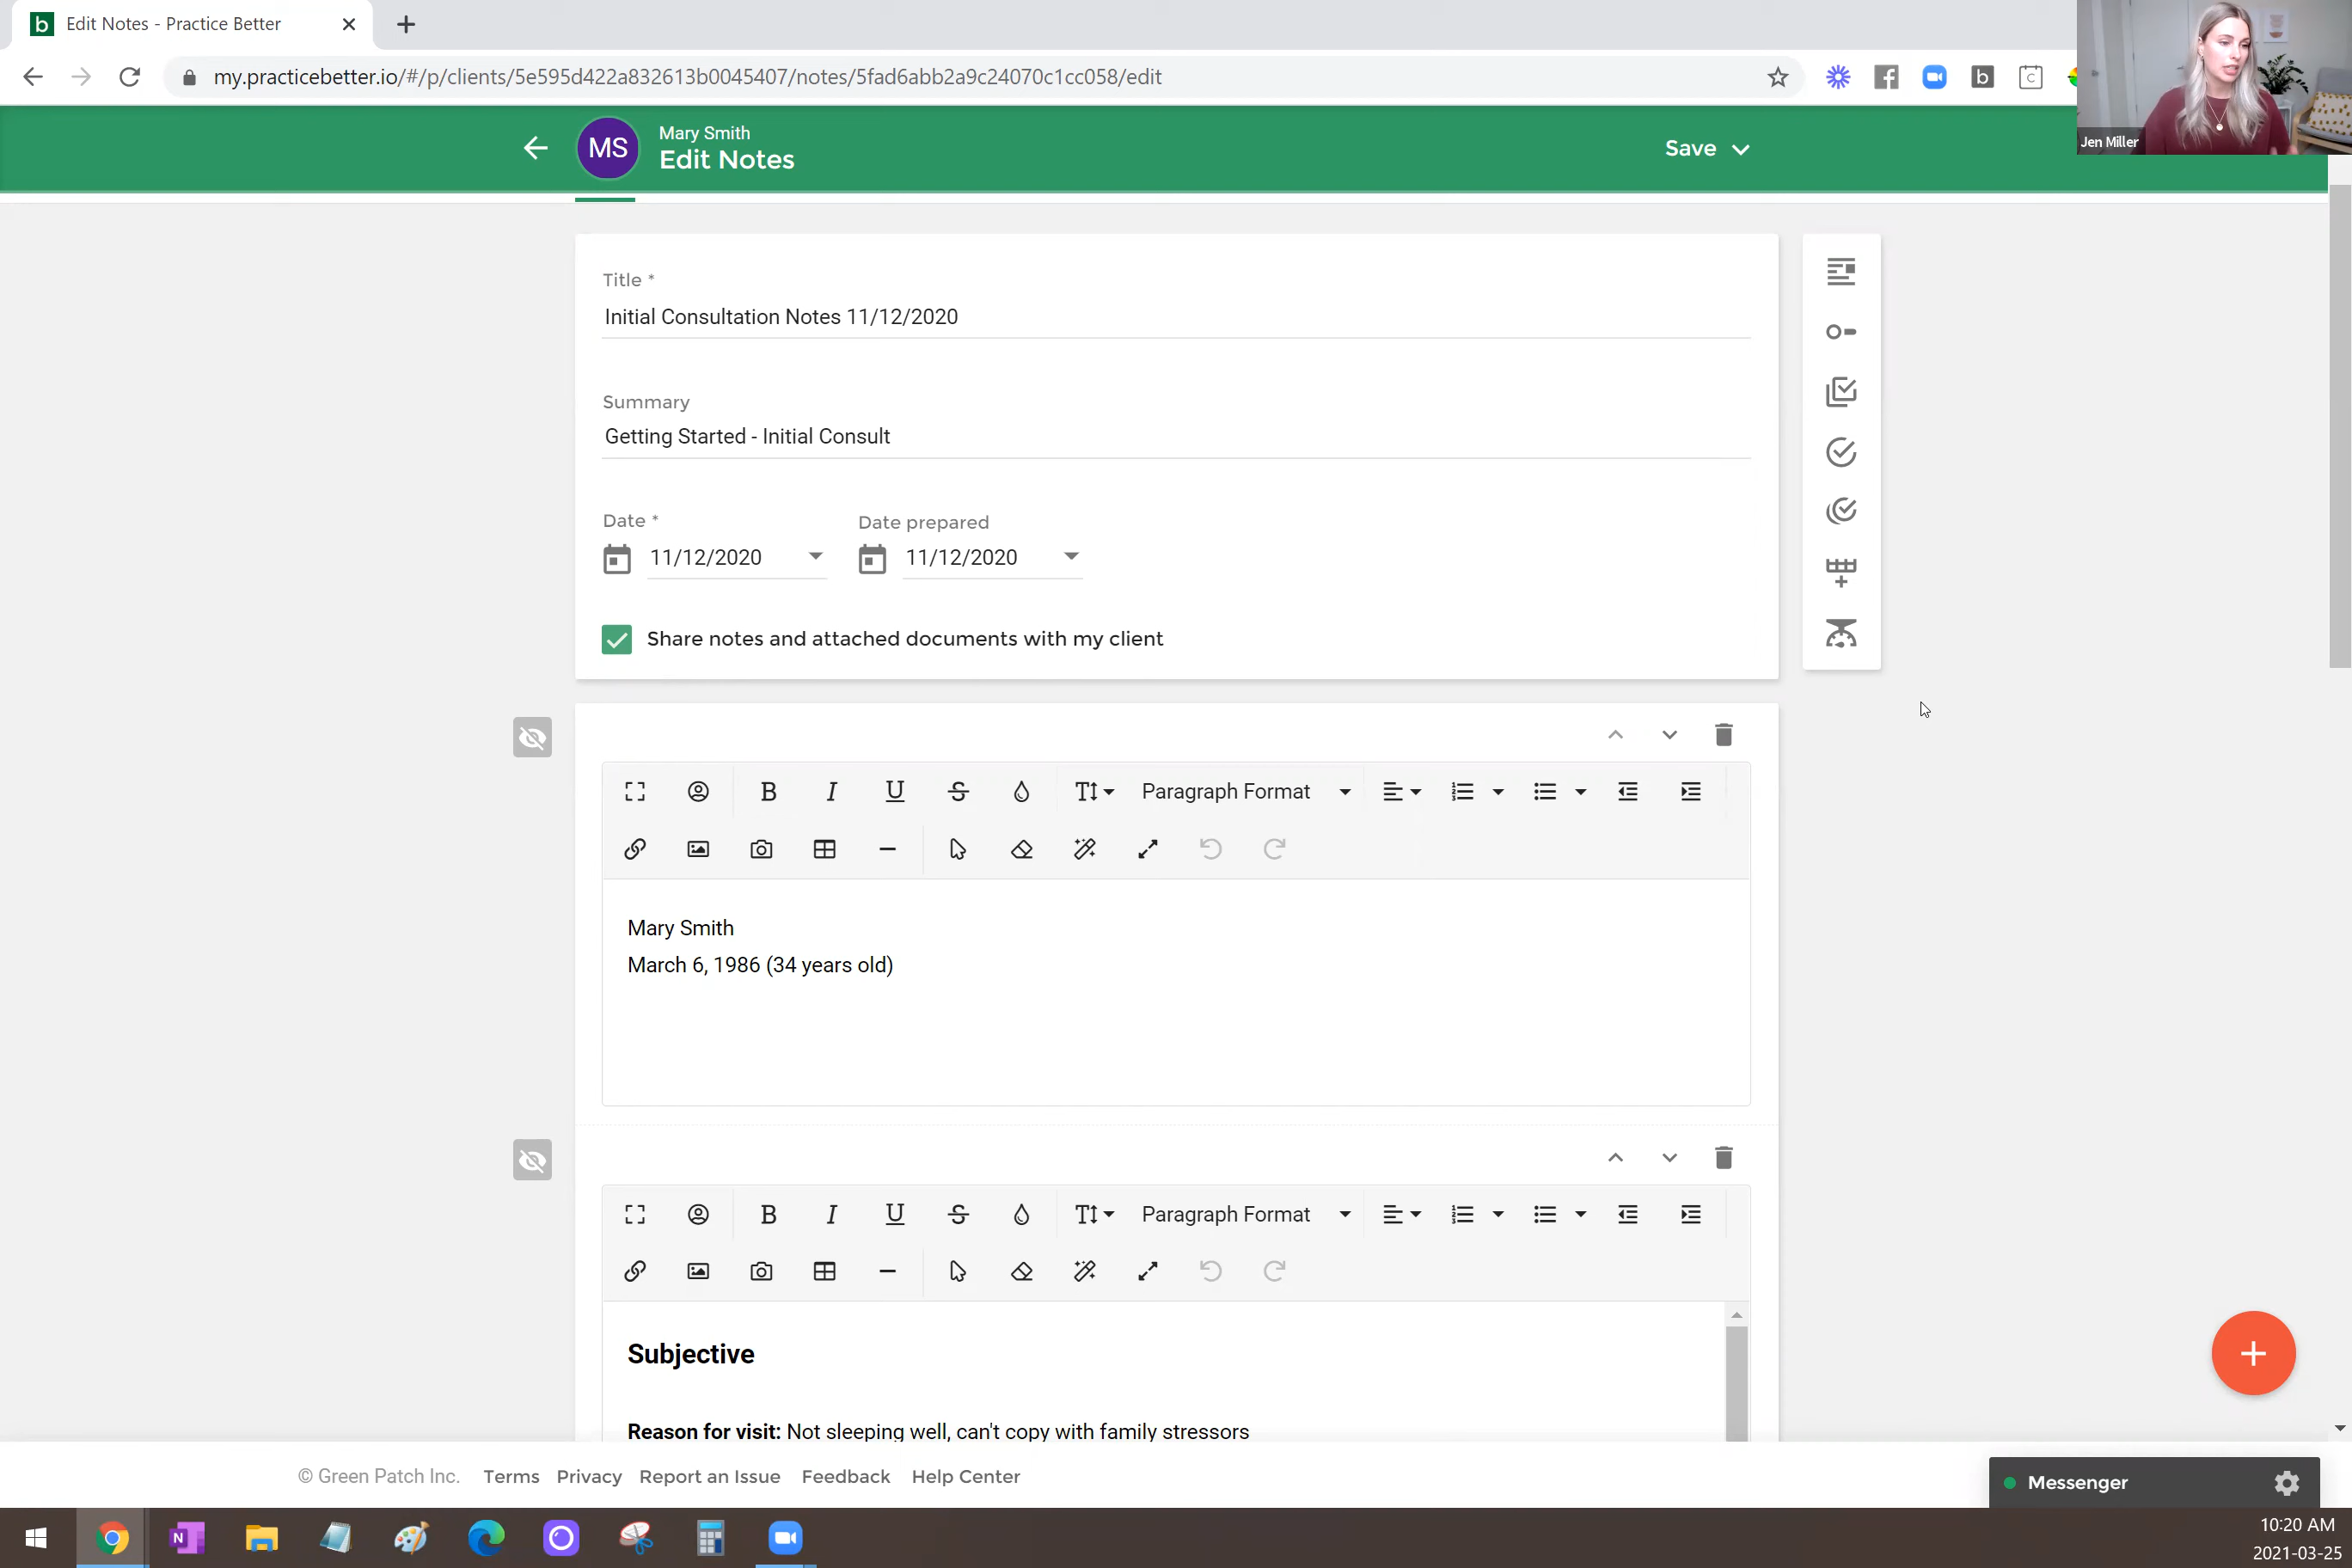 Edit Notes - Practice Better
my.practicebetter.io/#/p/clients/5e595d422a832613b0045407/notes/5fad6abb2a9c24070c1cc058/edit
Jen Miller
MS
Mary Smith
Edit Notes
Save
Title *
Initial Consultation Notes 11/12/2020
Summary
Getting Started - Initial Consult
Date *
Date prepared
11/12/2020
11/12/2020
Share notes and attached documents with my client
Paragraph Format
Mary Smith
March 6, 1986 (34 years old)
Paragraph Format
Subjective
Reason for visit: Not sleeping well, can't copy with family stressors
© Green Patch Inc. Terms Privacy Report an Issue Feedback Help Center
Messenger
10:20 AM
2021-03-25